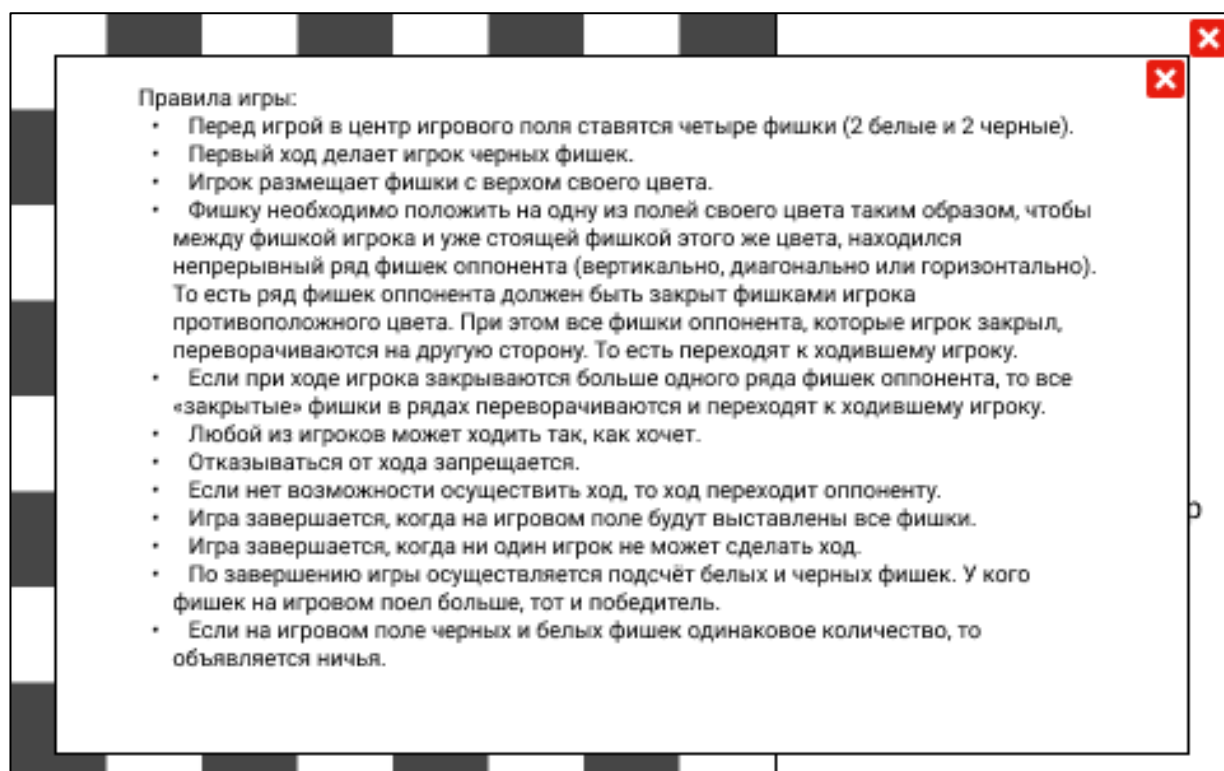 Правила игры:
• Перед игрой в центр игрового поля ставятся четыре фишки (2 белые и 2 черные).
• Первый ход делает игрок черных фишек.
• Игрок размещает фишки с верхом своего цвета.
• Фишку необходимо положить на одну из полей своего цвета таким образом, чтобы
между фишкой игрока и уже стоящей фишкой этого же цвета, находился
непрерывный ряд фишек оппонента (вертикально, диагонально или горизонтально).
То есть ряд фишек оппонента должен быть закрыт фишками игрока
противоположного цвета. При этом все фишки оппонента, которые игрок закрыл,
переворачиваются на другую сторону. То есть переходят к ходившему игроку.
• Если при ходе игрока закрываются больше одного ряда фишек оппонента, то все
«закрытые» фишки в рядах переворачиваются и переходят к ходившему игроку.
• Любой из игроков может ходить так, как хочет.
• Отказываться от хода запрещается.
• Если нет возможности осуществить ход, то ход переходит оппоненту.
• Игра завершается, когда на игровом поле будут выставлены все фишки.
• Игра завершается, когда ни один игрок не может сделать ход.
• По завершению игры осуществляется подсчёт белых и черных фишек. У кого
фишек на игровом поел больше, тот и победитель.
• Если на игровом поле черных и белых фишек одинаковое количество, то
объявляется ничья.